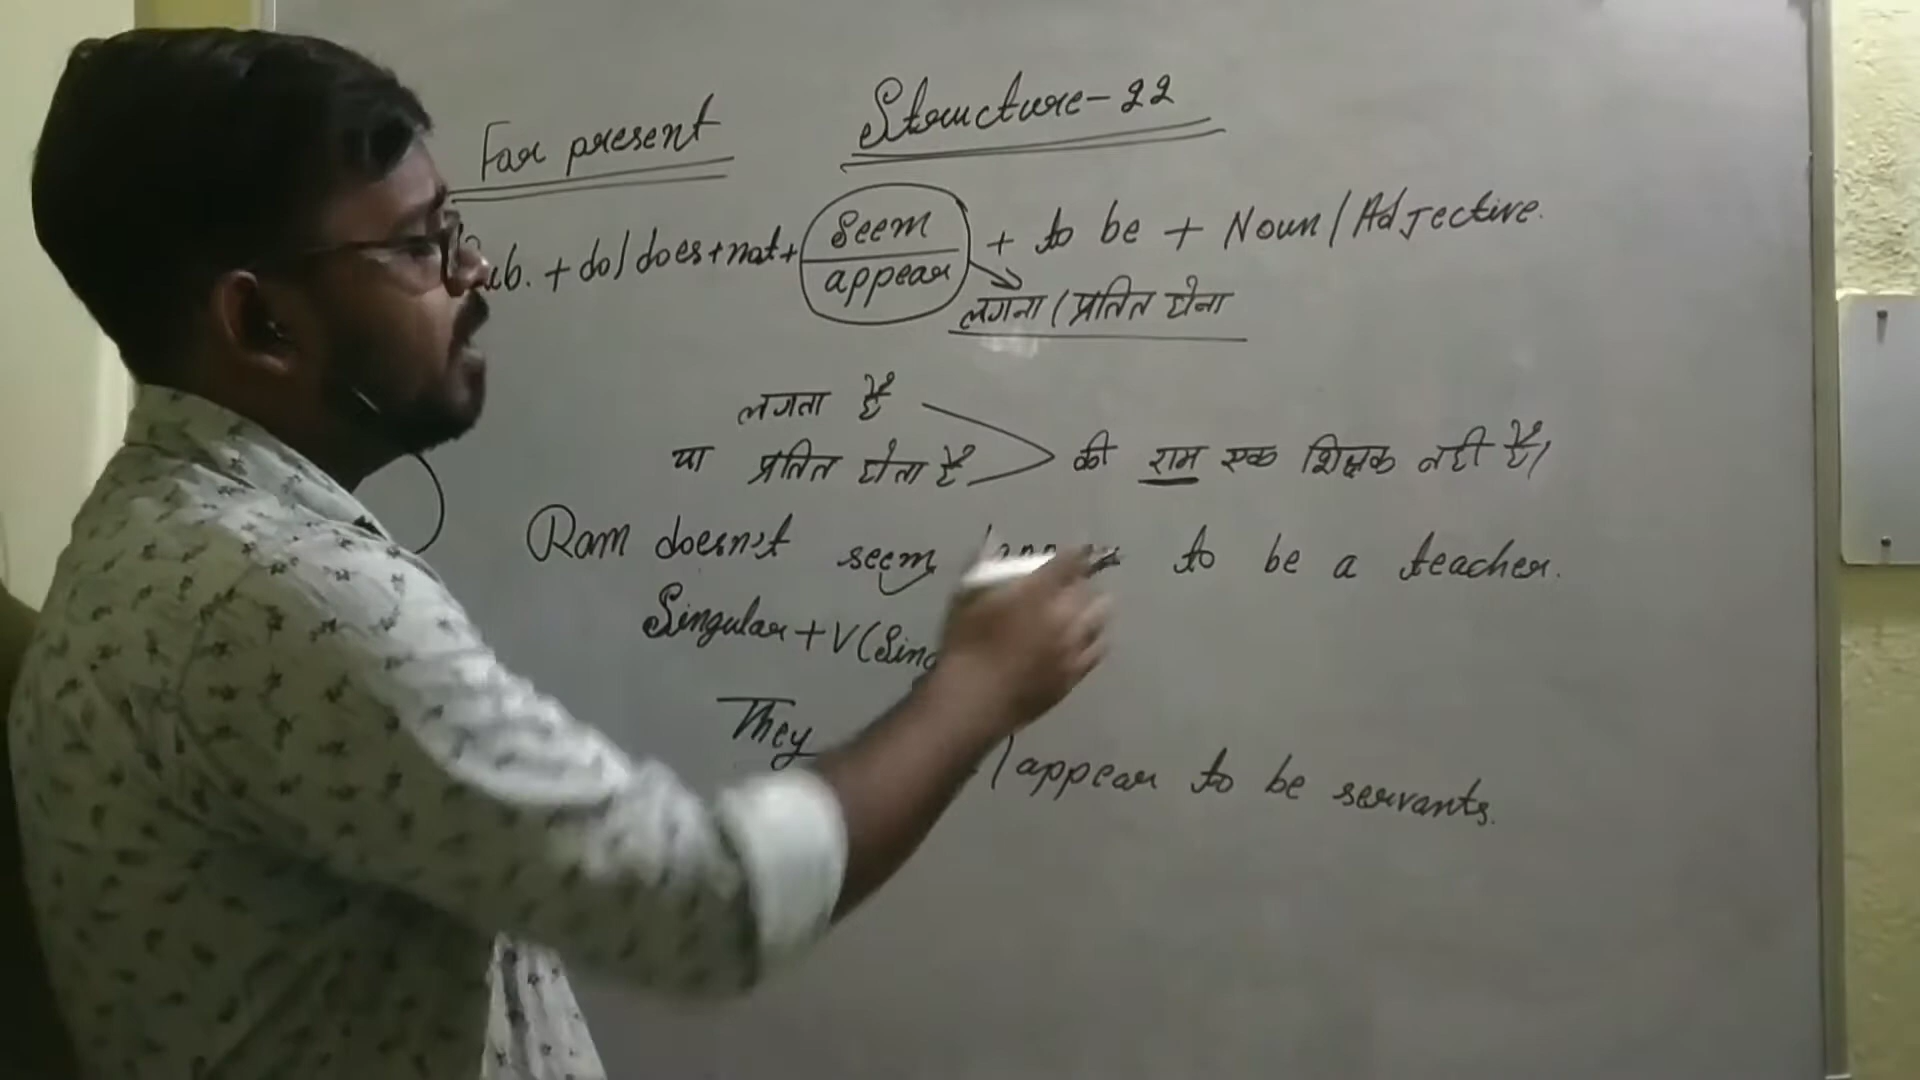 For present
Structure-22
ub. + do/does+not+ seem / appear + to be + Noun/Adjective.
लगना/प्रतित होना
लगता है
या प्रतित होता है
की राम एक शिक्षक नहीं है।
Ram doesn't seem to be a teacher.
Singular+V(Sing
They
/appear to be servants.